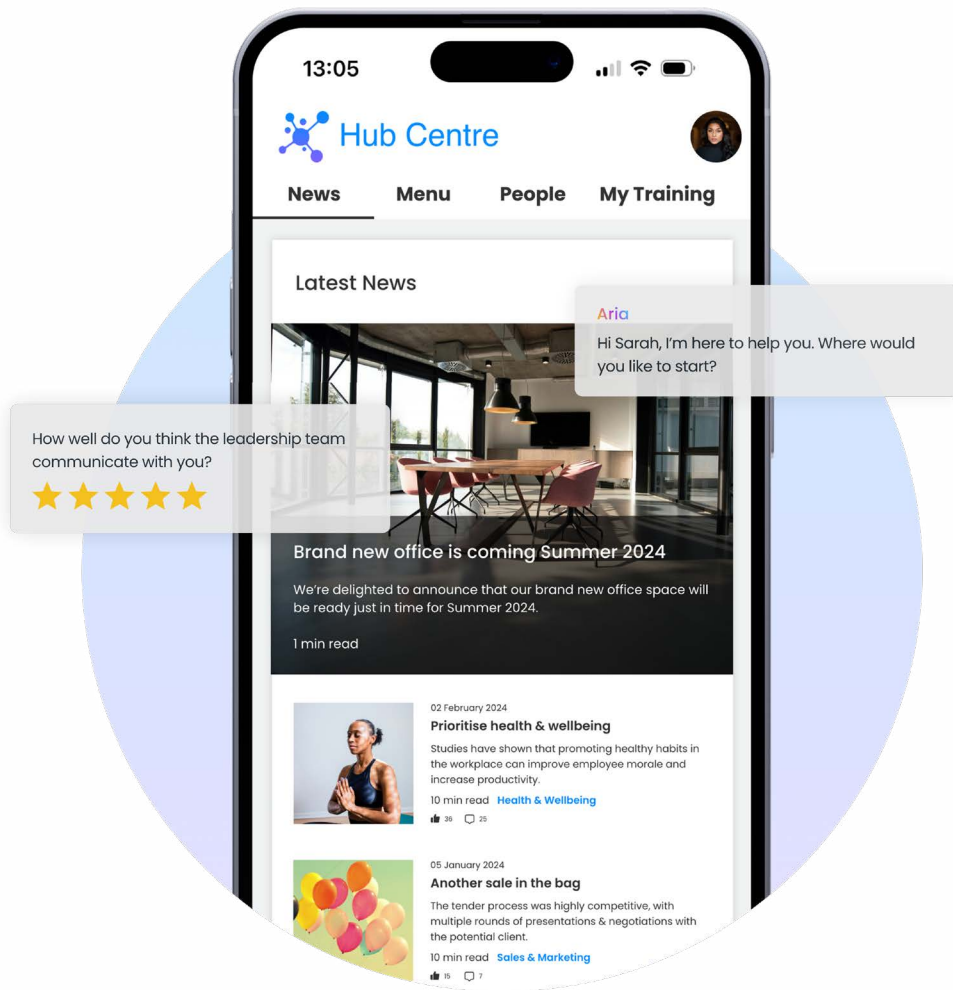 13:05
Hub Centre
News Menu People My Training
Latest News
Aria
Hi Sarah, I'm here to help you. Where would
you like to start?
How well do you think the leadership team
communicate with you?
Brand new office is coming Summer 2024
We're delighted to announce that our brand new office space will
be ready just in time for Summer 2024.
1 min read
02 February 2024
Prioritise health & wellbeing
Studies have shown that promoting healthy habits in
the workplace can improve employee morale and
increase productivity.
10 min read Health & Wellbeing
36 25
05 January 2024
Another sale in the bag
The tender process was highly competitive, with
multiple rounds of presentations & negotiations with
the potential client.
10 min read Sales & Marketing
15 7